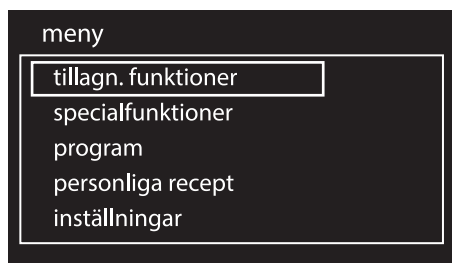 meny
tillagn. funktioner
specialfunktioner
program
personliga recept
inställningar